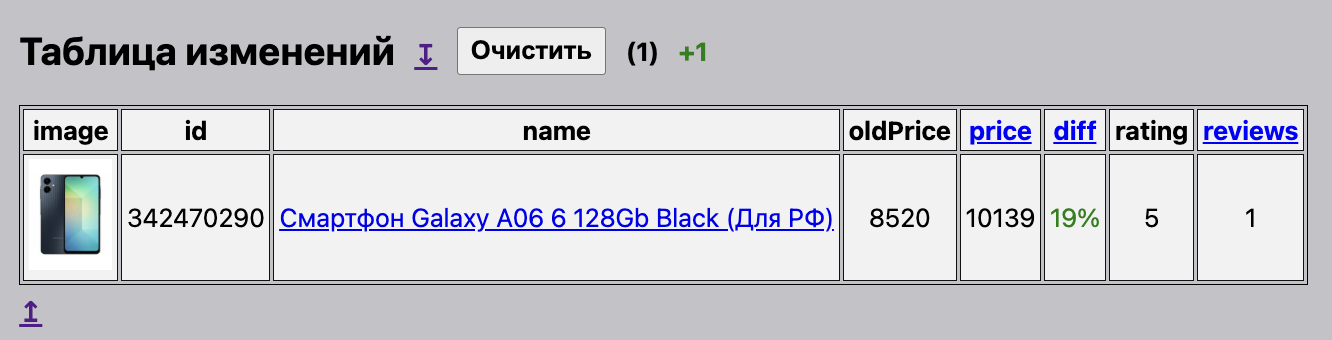 Таблица изменений ↧ Очистить (1) +1
image id name oldPrice price diff rating reviews
342470290 Смартфон Galaxy A06 6 128Gb Black (Для РФ) 8520 10139 19% 5 1
↥